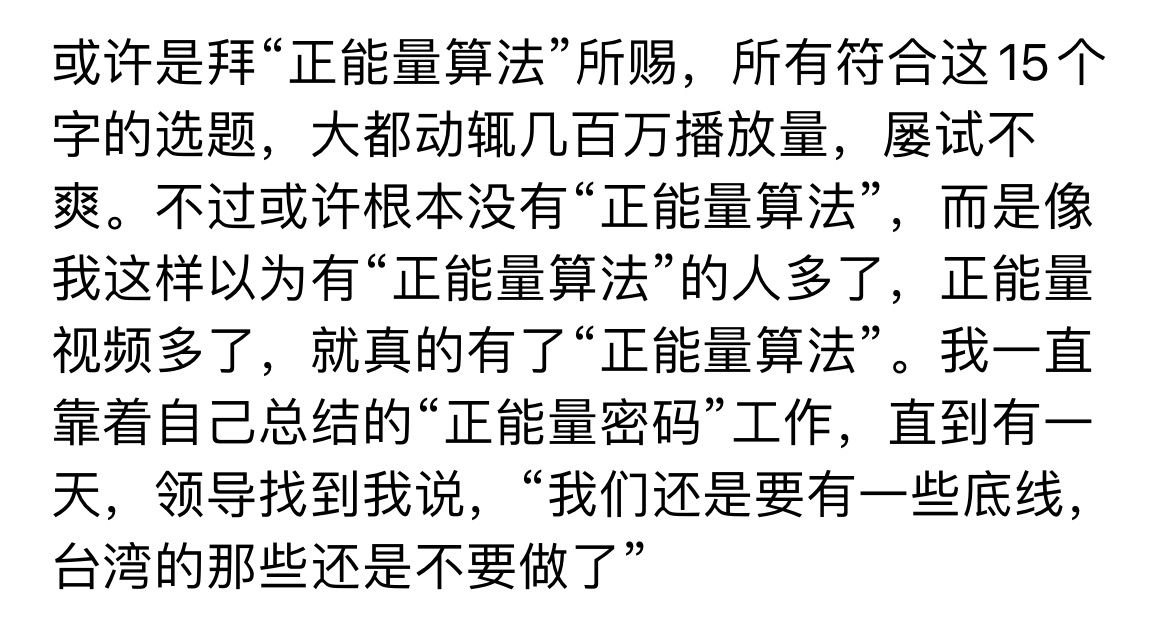 或许是拜“正能量算法”所赐，所有符合这15个
字的选题，大都动辄几百万播放量，屡试不
爽。不过或许根本没有“正能量算法”，而是像
我这样以为有“正能量算法”的人多了，正能量
视频多了，就真的有了“正能量算法”。我一直
靠着自己总结的“正能量密码”工作，直到有一
天，领导找到我说，“我们还是要有一些底线，
台湾的那些还是不要做了”